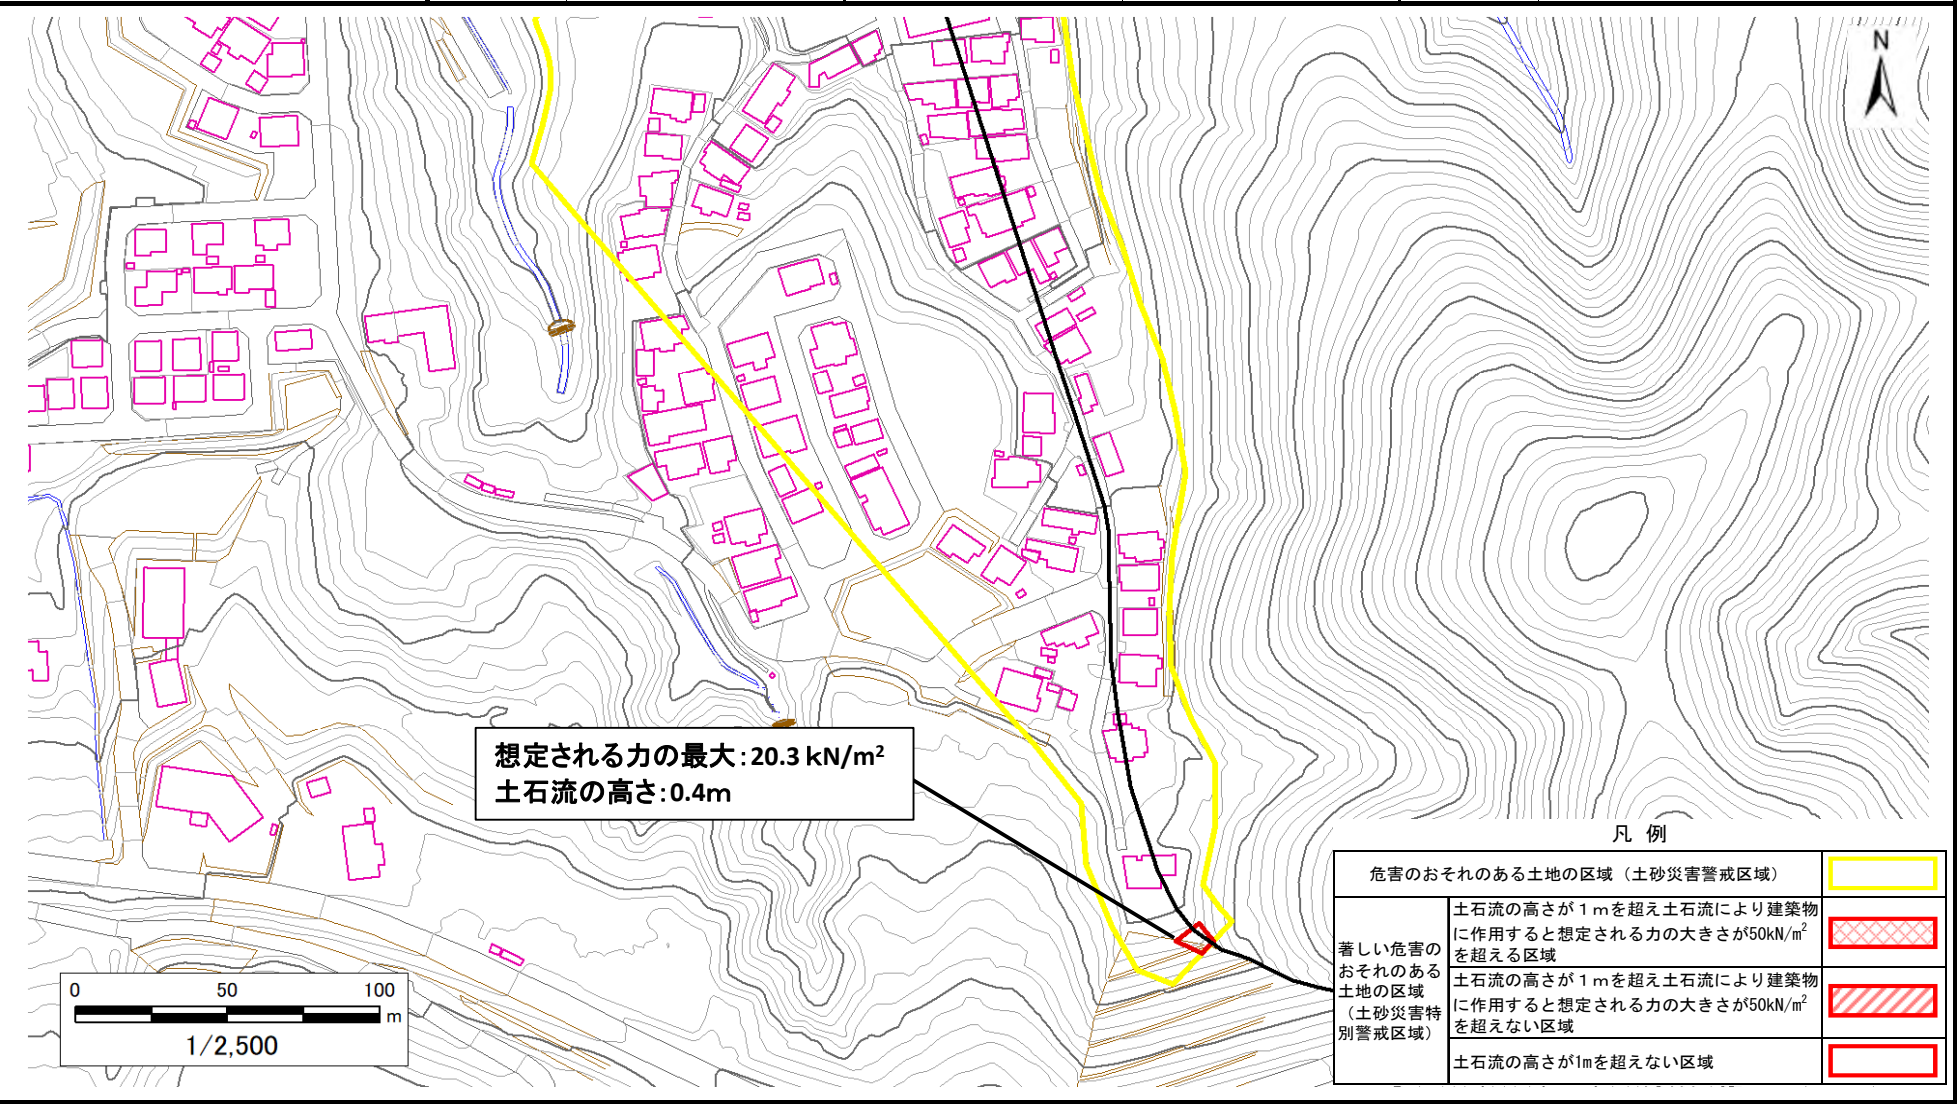 N
想定される力の最大：20.3 kN/m²
土石流の高さ：0.4m
0 50 100
m
1/2,500
凡 例
危害のおそれのある土地の区域（土砂災害警戒区域）
著しい危害の
おそれのある
土地の区域
（土砂災害特
別警戒区域）
土石流の高さが１ｍを超え土石流により建築物
に作用すると想定される力の大きさが50kN/m²
を超える区域
土石流の高さが１ｍを超え土石流により建築物
に作用すると想定される力の大きさが50kN/m²
を超えない区域
土石流の高さが1mを超えない区域